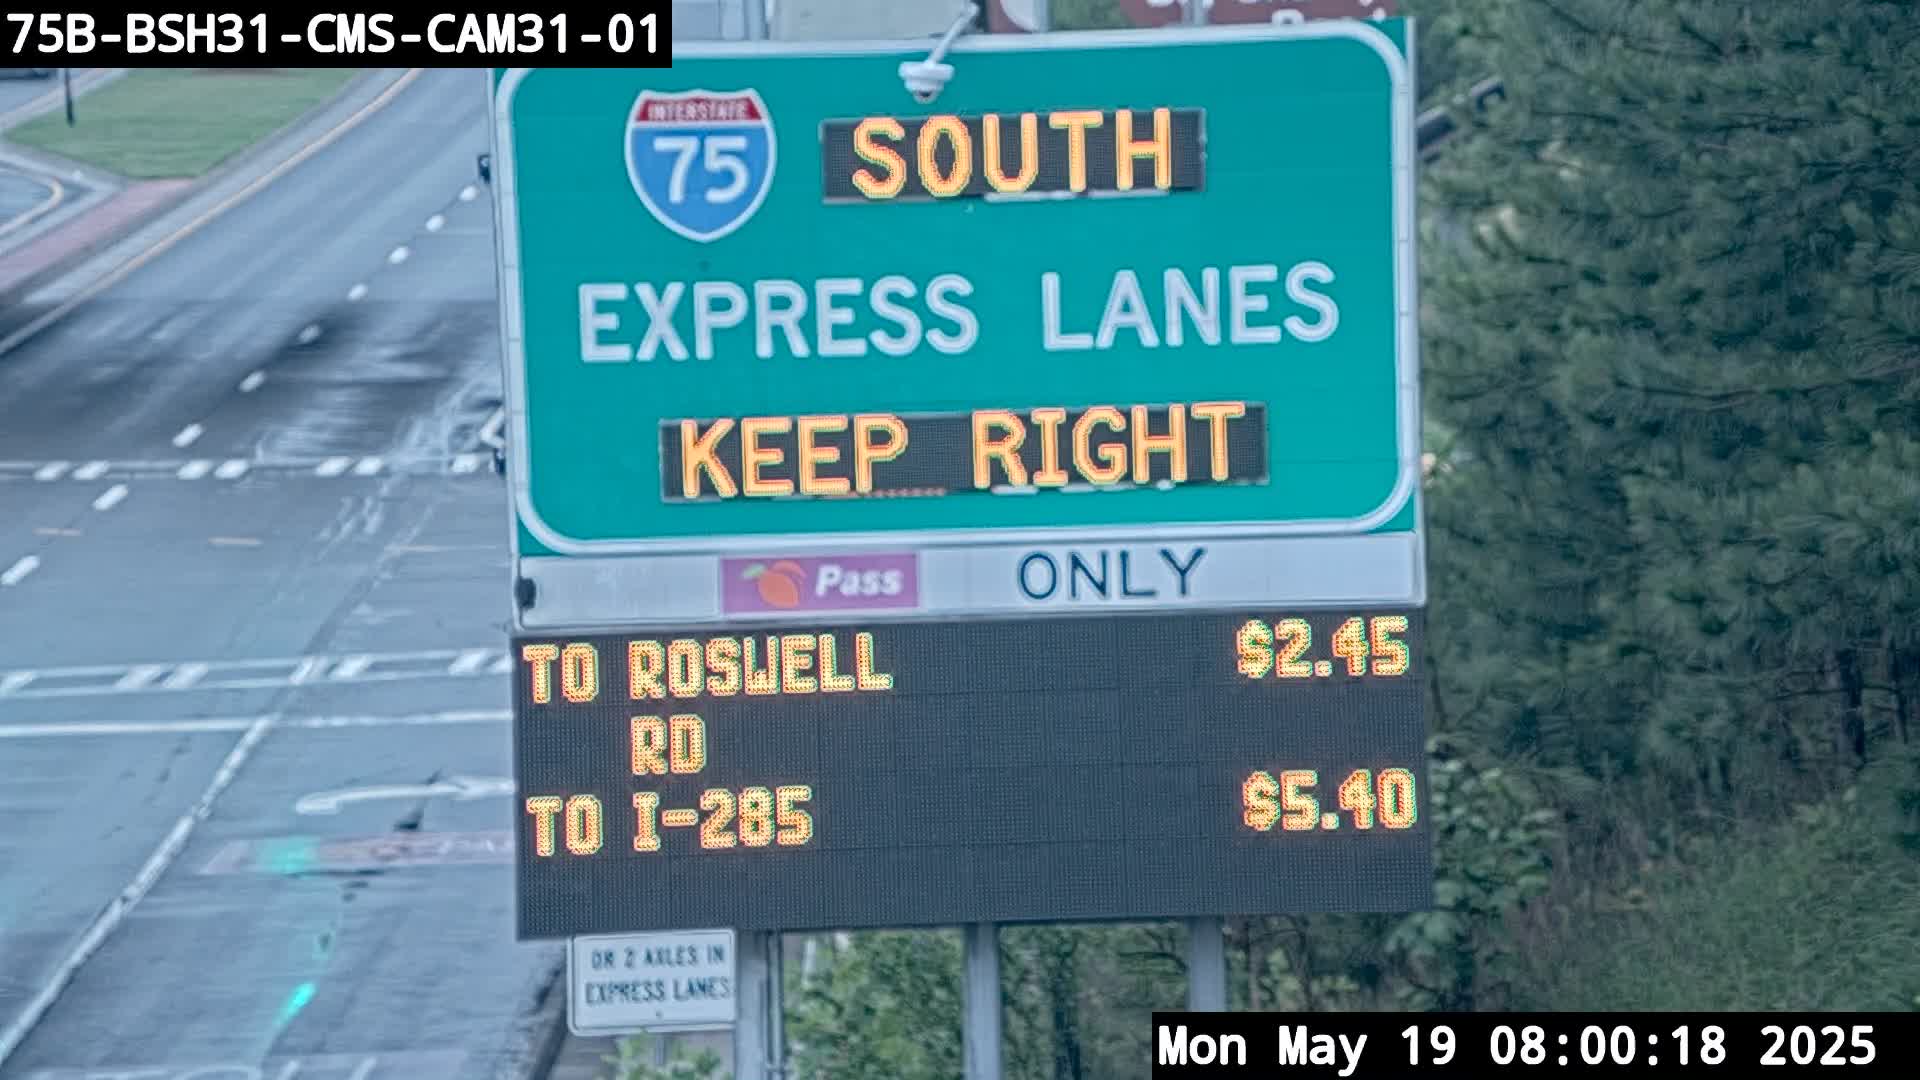 75B-BSH31-CMS-CAM31-01
INTERSTATE
75
SOUTH
EXPRESS LANES
KEEP RIGHT
Pass ONLY
TO ROSWELL $2.45
RD
TO I-285 $5.40
OR 2 AXLES IN
EXPRESS LANES
Mon May 19 08:00:18 2025